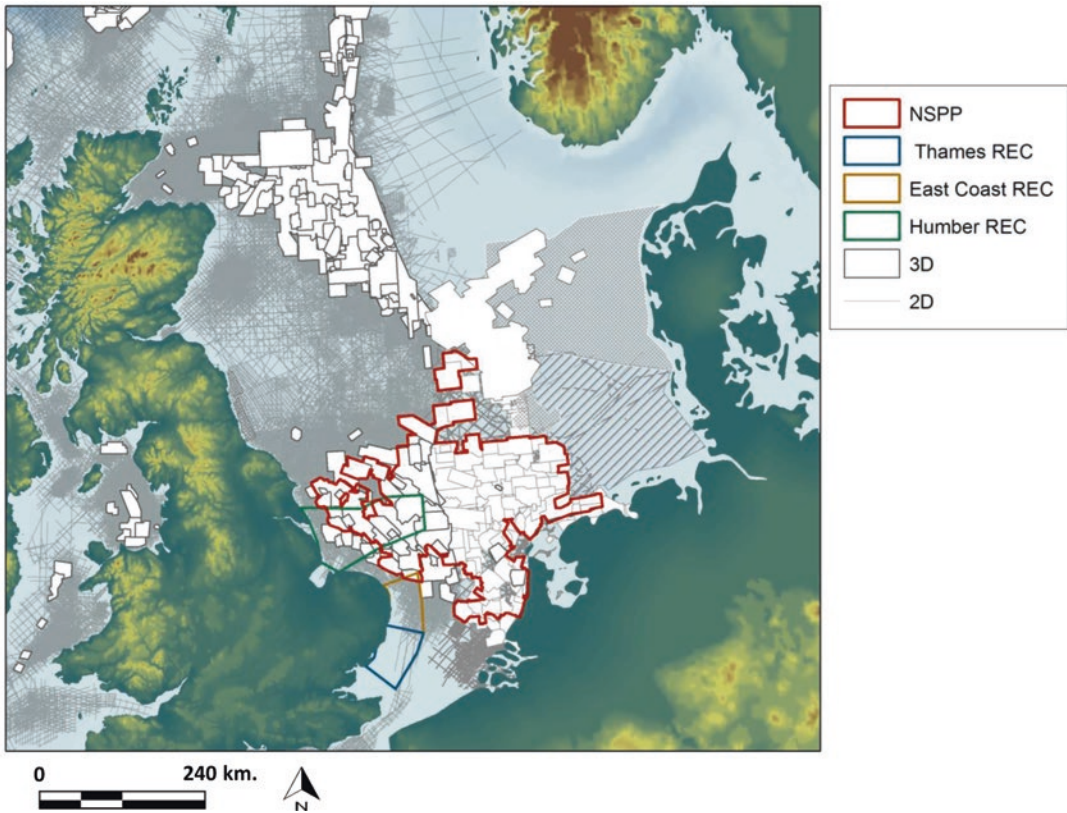 NSPP
Thames REC
East Coast REC
Humber REC
3D
2D
0 240 km.
N